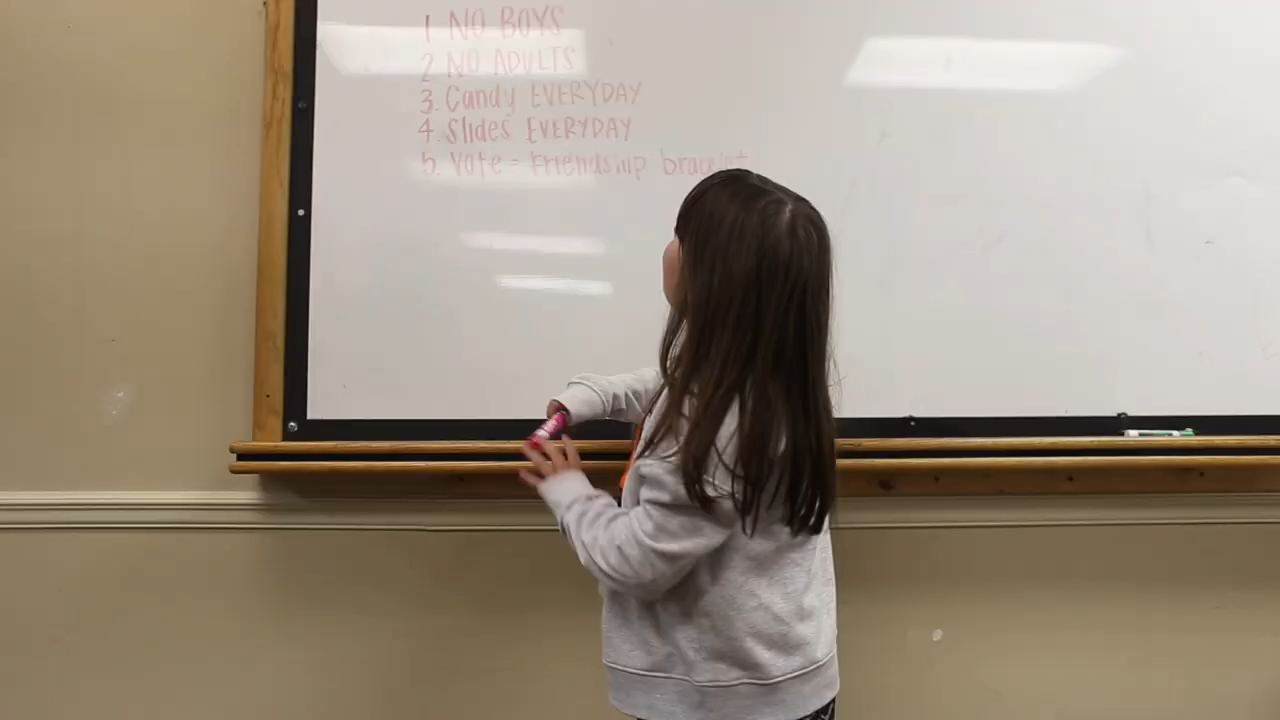 1 NO BOYS
2 NO ADULTS
3. Candy EVERYDAY
4. Slides EVERYDAY
5. Vote = Friendship bracelet